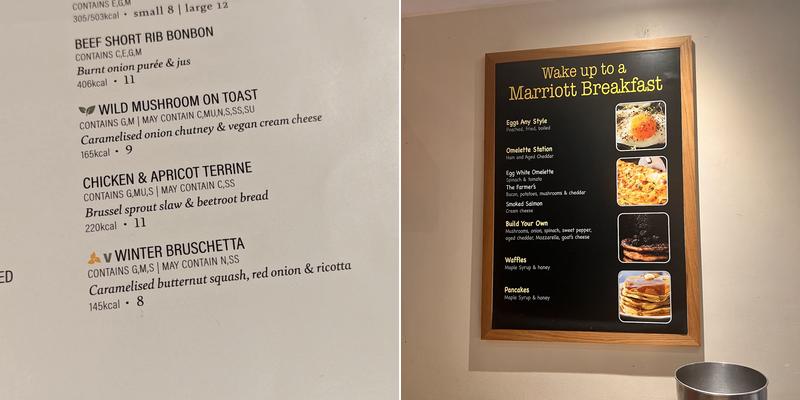 CONTAINS E,G,M
305/503kcal • small 8 | large 12
BEEF SHORT RIB BONBON
CONTAINS C,E,G,M
Burnt onion purée & jus
406kcal • 11
WILD MUSHROOM ON TOAST
CONTAINS G,M | MAY CONTAIN C,MU,N,S,SS,SU
Caramelised onion chutney & vegan cream cheese
165kcal • 9
CHICKEN & APRICOT TERRINE
CONTAINS G,MU,S | MAY CONTAIN C,SS
Brussel sprout slaw & beetroot bread
220kcal • 11
V WINTER BRUSCHETTA
CONTAINS G,M,S | MAY CONTAIN N,SS
Caramelised butternut squash, red onion & ricotta
145kcal • 8
ED
Wake up to a
Marriott Breakfast
Eggs Any Style
Poached, fried, boiled
Omelette Station
Ham and Aged Cheddar
Egg White Omelette
Spinach & tomato
The Farmer's
Bacon, potatoes, mushrooms & cheddar
Smoked Salmon
Cream cheese
Build Your Own
Mushrooms, onion, spinach, sweet pepper,
aged cheddar, Mozzarella, goat's cheese
Waffles
Maple Syrup & honey
Pancakes
Maple Syrup & honey